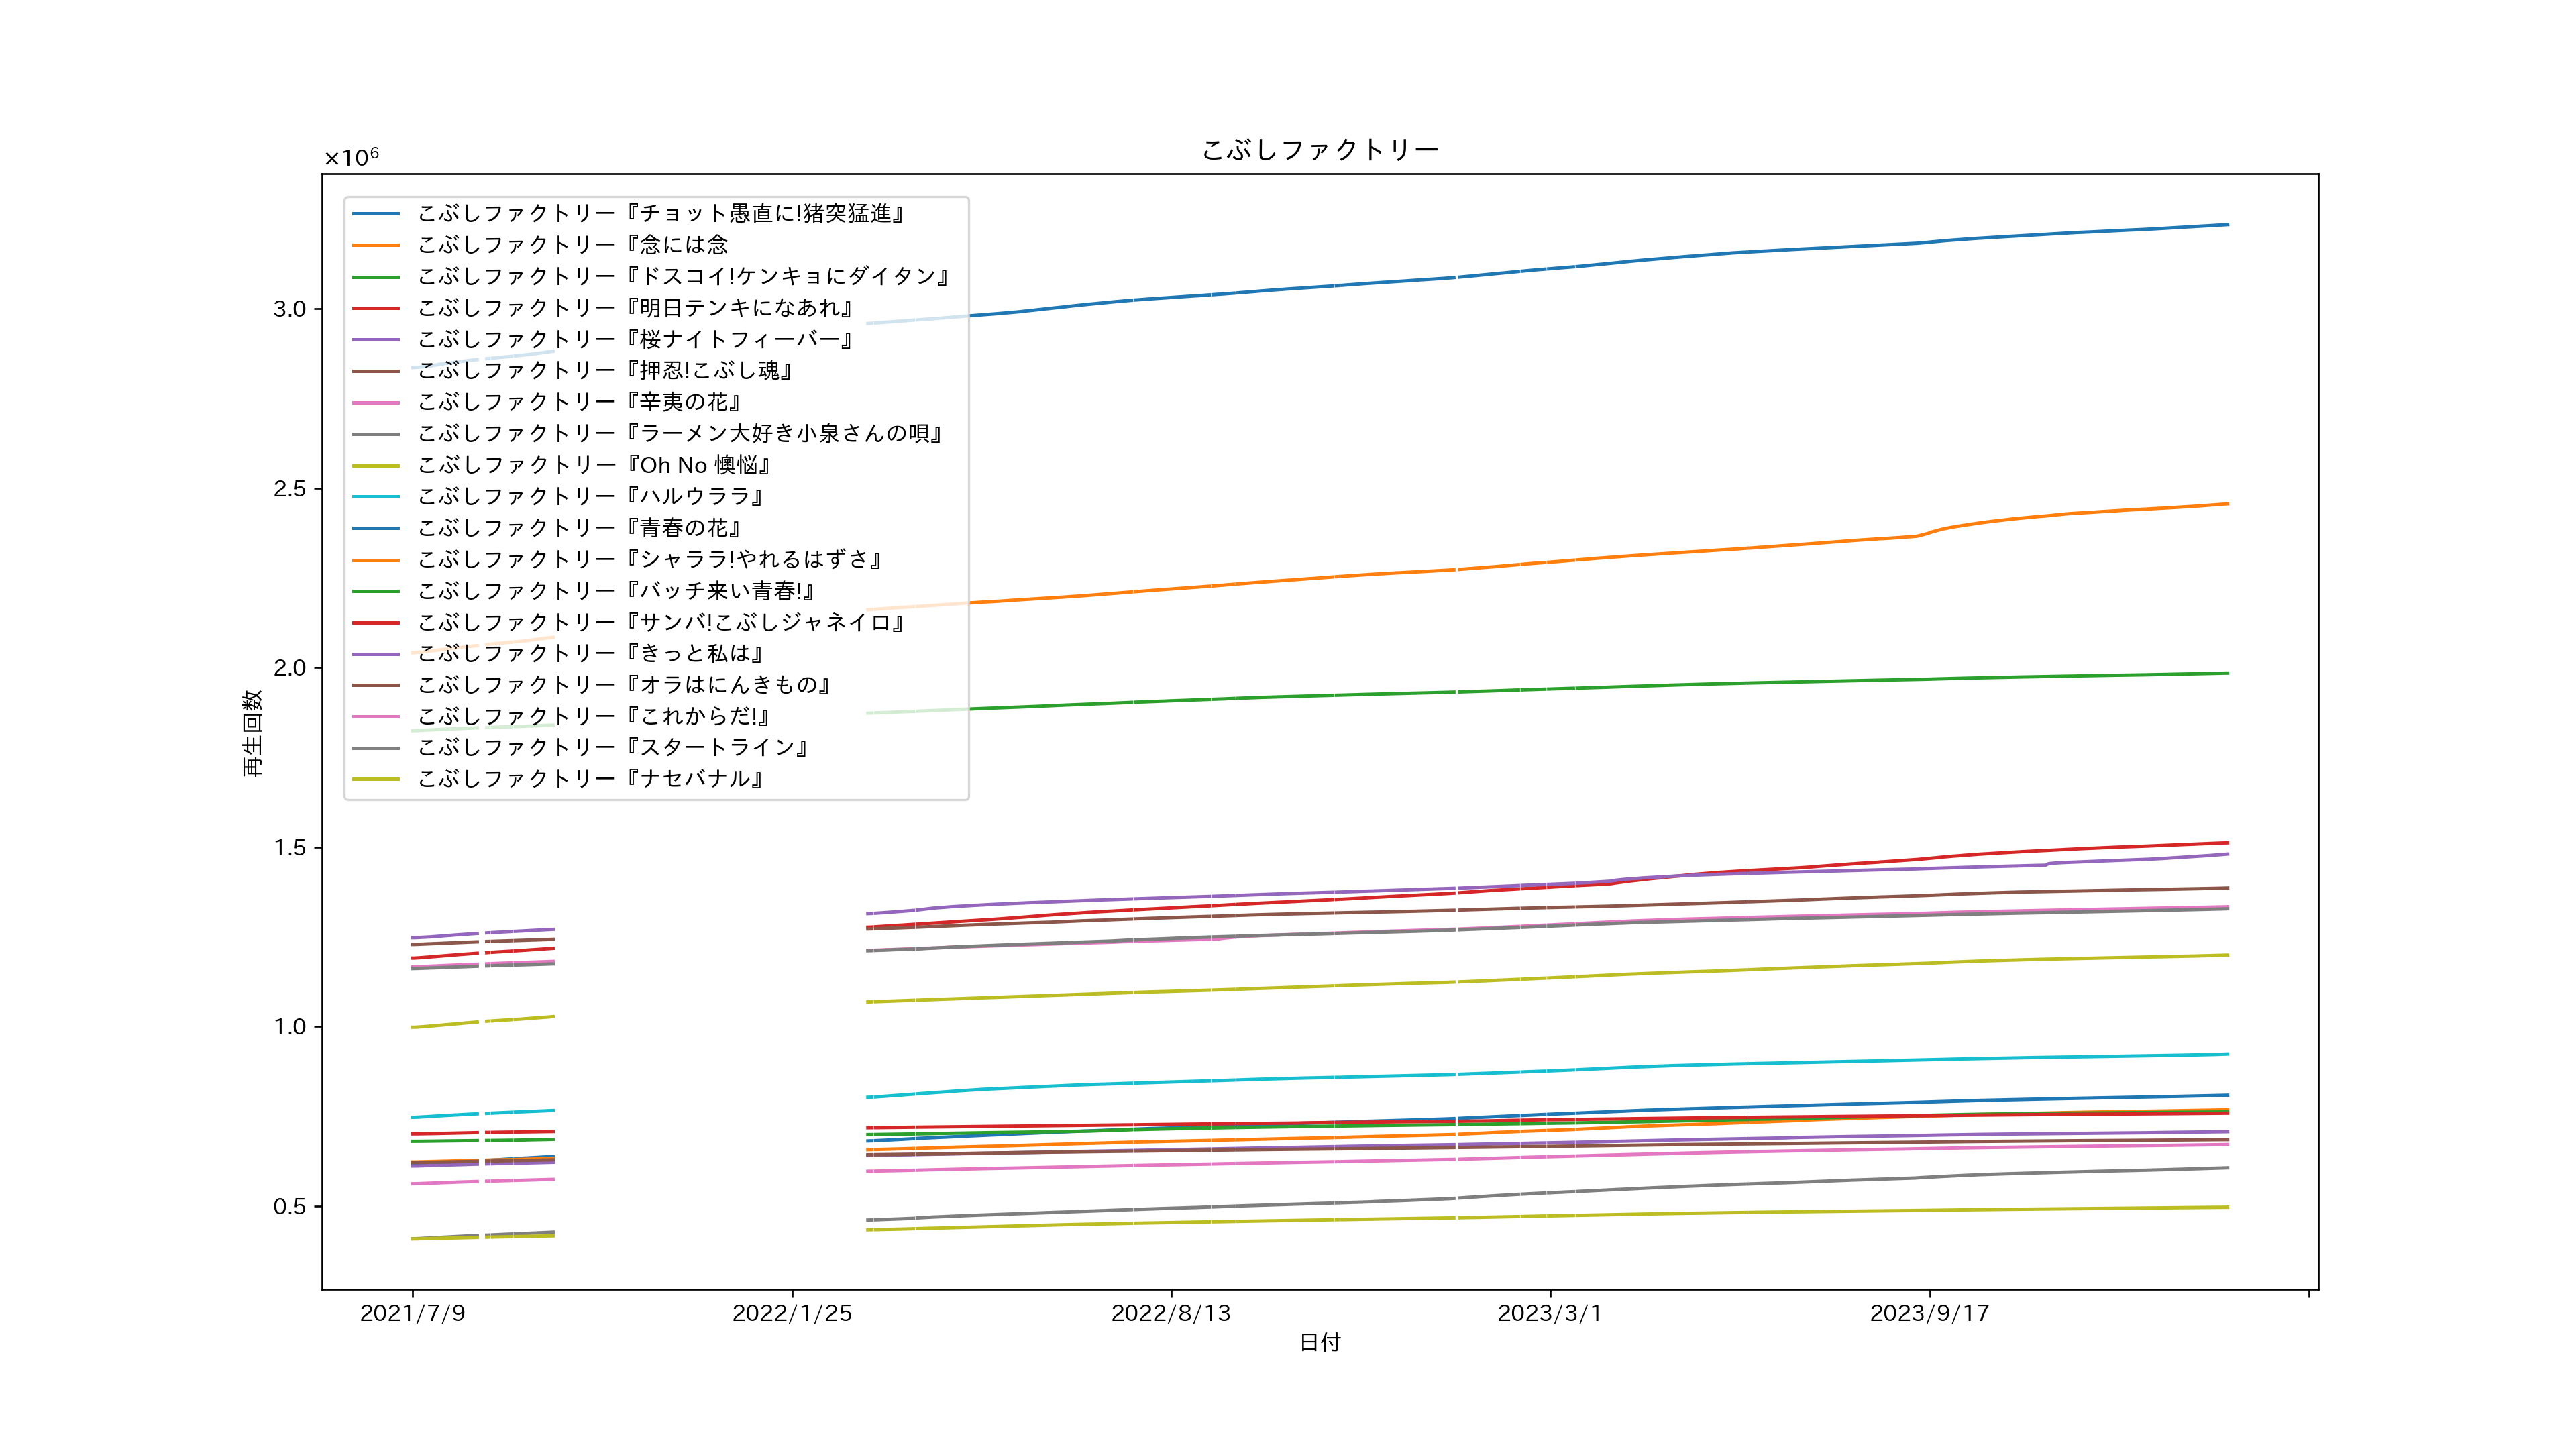 こぶしファクトリー
×10⁶
こぶしファクトリー『チョット愚直に!猪突猛進』
こぶしファクトリー『念には念
こぶしファクトリー『ドスコイ!ケンキョにダイタン』
こぶしファクトリー『明日テンキになあれ』
こぶしファクトリー『桜ナイトフィーバー』
こぶしファクトリー『押忍!こぶし魂』
こぶしファクトリー『辛夷の花』
こぶしファクトリー『ラーメン大好き小泉さんの唄』
こぶしファクトリー『Oh No 懊悩』
こぶしファクトリー『ハルウララ』
こぶしファクトリー『青春の花』
こぶしファクトリー『シャララ!やれるはずさ』
こぶしファクトリー『バッチ来い青春!』
こぶしファクトリー『サンバ!こぶしジャネイロ』
こぶしファクトリー『きっと私は』
こぶしファクトリー『オラはにんきもの』
こぶしファクトリー『これからだ!』
こぶしファクトリー『スタートライン』
こぶしファクトリー『ナセバナル』
3.0
2.5
2.0
1.5
1.0
0.5
再生回数
2021/7/9
2022/1/25
2022/8/13
2023/3/1
2023/9/17
日付